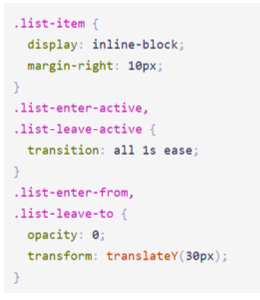 .list-item {
  display: inline-block;
  margin-right: 10px;
}
.list-enter-active,
.list-leave-active {
  transition: all 1s ease;
}
.list-enter-from,
.list-leave-to {
  opacity: 0;
  transform: translateY(30px);
}